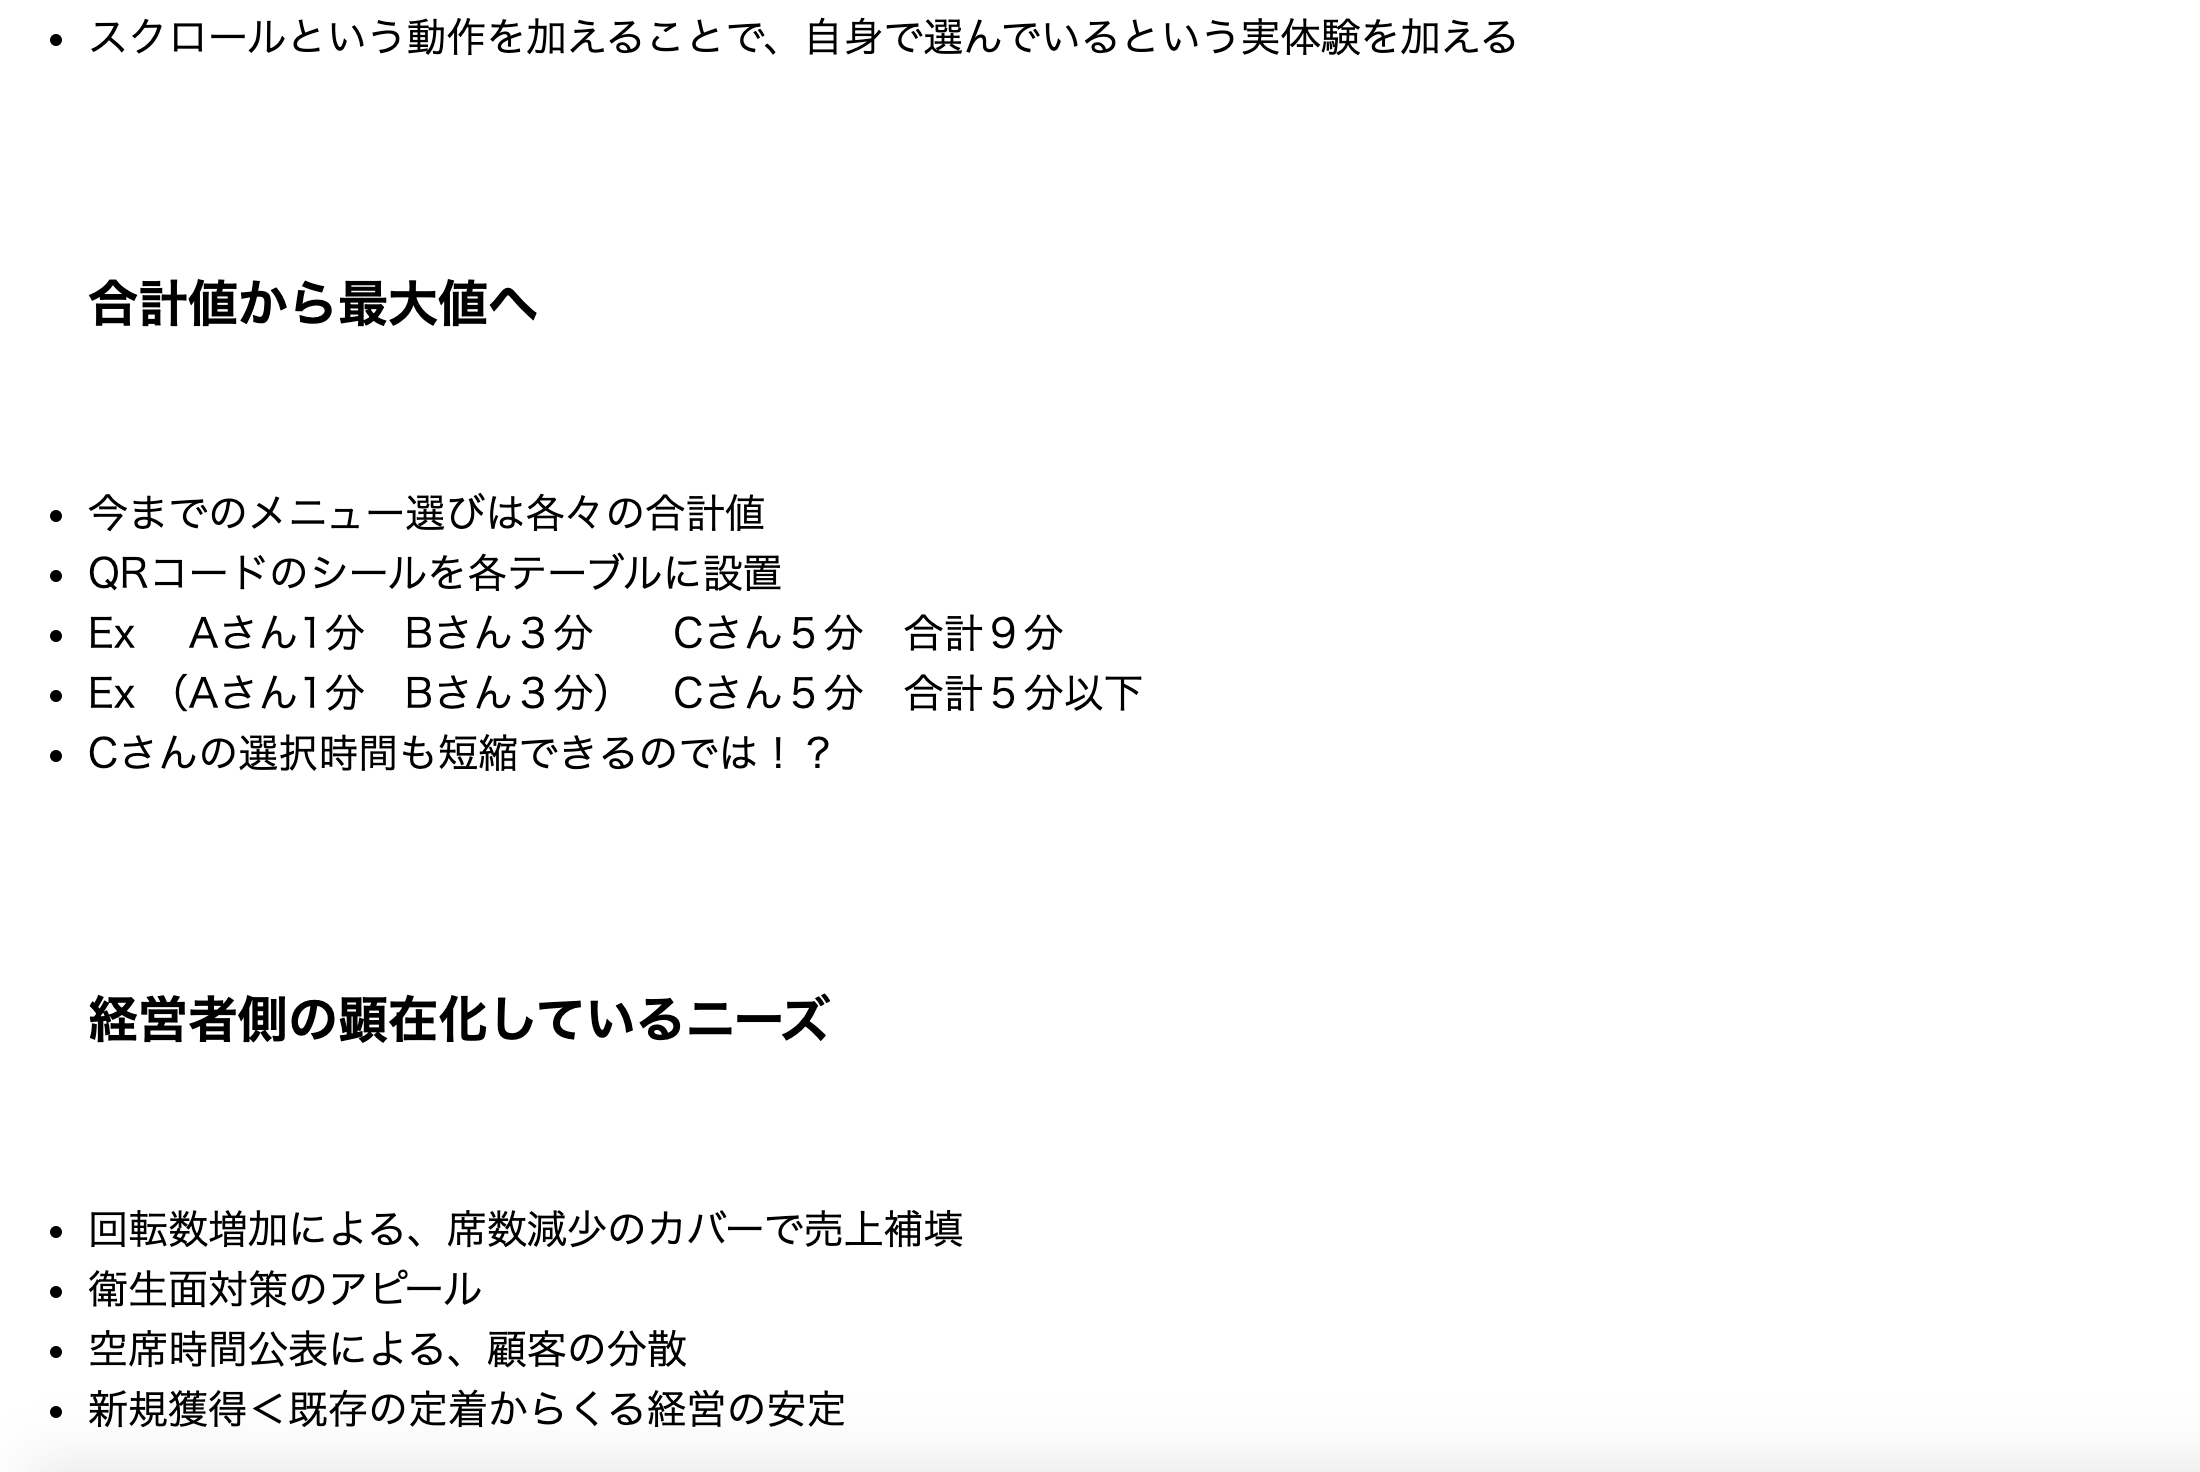 スクロールという動作を加えることで、自身で選んでいるという実体験を加える
合計値から最大値へ
今までのメニュー選びは各々の合計値
QRコードのシールを各テーブルに設置
Ex　 Aさん1分　Bさん３分　　Cさん５分　合計９分
Ex （Aさん1分　Bさん３分）　Cさん５分　合計５分以下
Cさんの選択時間も短縮できるのでは！？
経営者側の顕在化しているニーズ
回転数増加による、席数減少のカバーで売上補填
衛生面対策のアピール
空席時間公表による、顧客の分散
新規獲得＜既存の定着からくる経営の安定